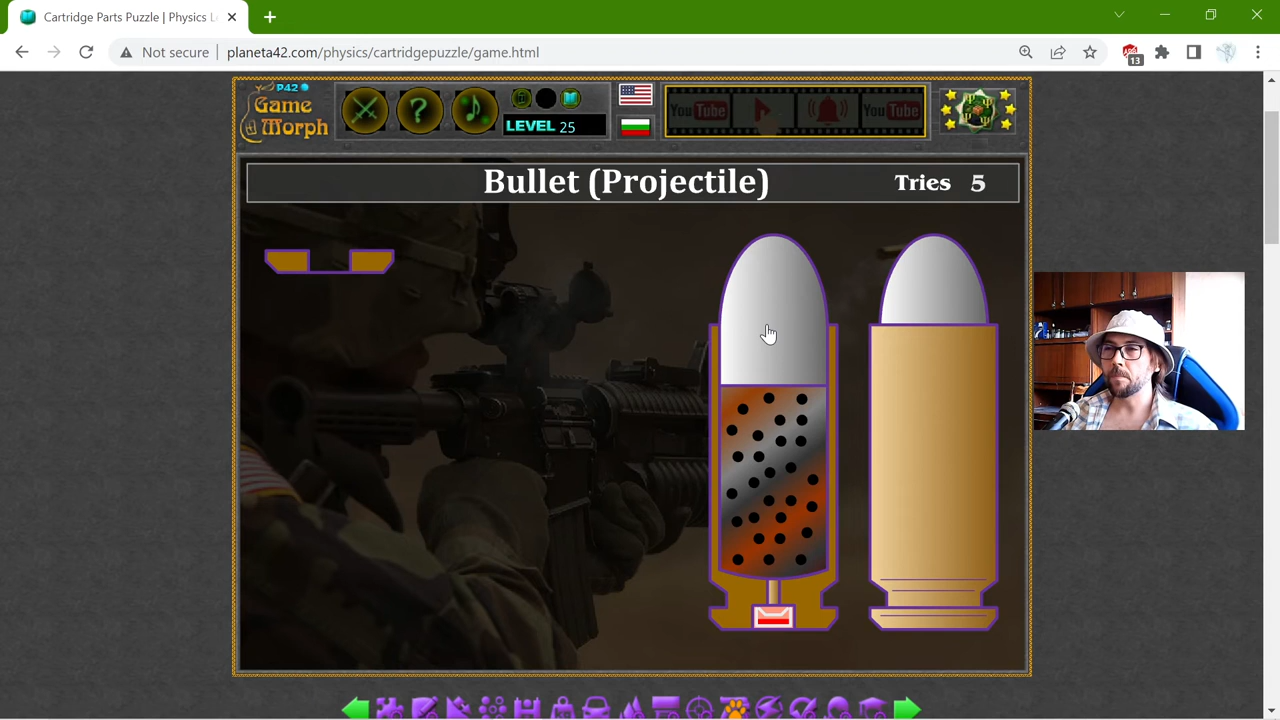 Cartridge Parts Puzzle | Physics L
Not secure
planeta42.com/physics/cartridgepuzzle/game.html
13
P42
Game
Morph
?
LEVEL 25
YouTube
YouTube
Bullet (Projectile)
Tries 5